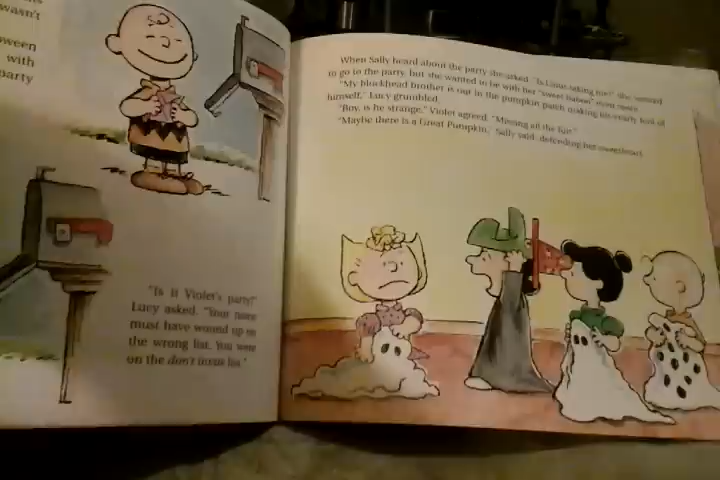 wasn't
ween
with
party
"Is it Violet's party?"
Lucy asked. "Your name
must have wound up on
the wrong list. You were
on the don't invite list."
When Sally heard about the party she asked, "Is Linus taking me?" She wanted
to go to the party, but she wanted to be with her "sweet babboo" even more.
"My blockhead brother is out in the pumpkin patch making his yearly fool of
himself," Lucy grumbled.
"Boy, is he strange," Violet agreed. "Missing all the fun."
"Maybe there is a Great Pumpkin," Sally said, defending her sweetheart.